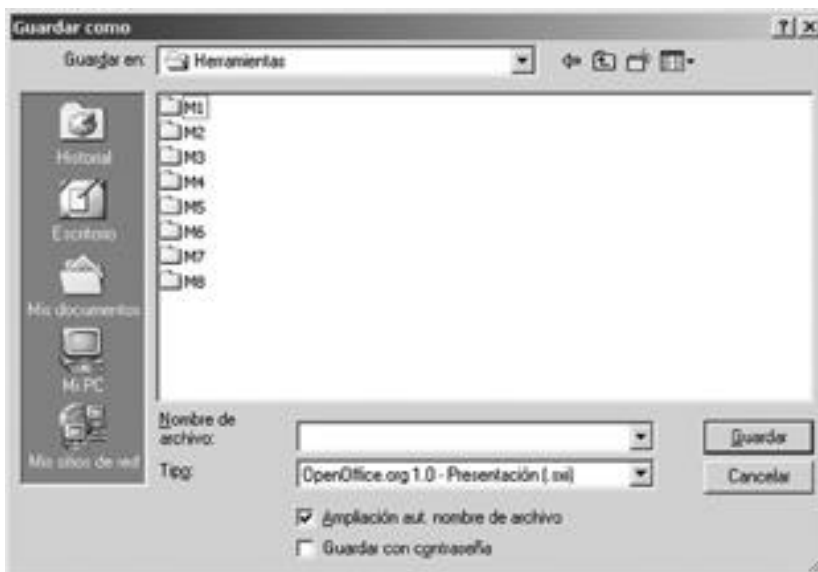 Guardar como
Guardar en:
Herramientas
Historial
Escritorio
Mis documentos
Mi PC
Mis sitios de red
M1
M2
M3
M4
M5
M6
M7
M8
Nombre de
archivo:
Guardar
Tipo:
OpenOffice.org 1.0 - Presentación (.sxi)
Cancelar
Ampliación aut. nombre de archivo
Guardar con contraseña